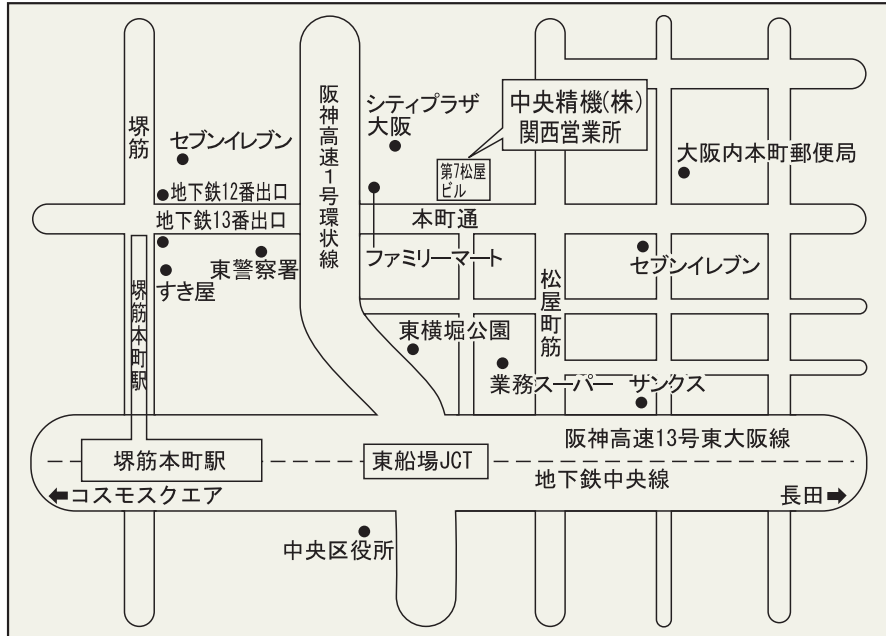 堺筋
セブンイレブン
地下鉄12番出口
地下鉄13番出口
東警察署
すき屋
堺筋本町駅
阪神高速1号環状線
シティプラザ
大阪
中央精機(株)
関西営業所
第7松屋
ビル
大阪内本町郵便局
本町通
ファミリーマート
セブンイレブン
松屋町筋
東横堀公園
業務スーパー
サンクス
阪神高速13号東大阪線
堺筋本町駅
東船場JCT
地下鉄中央線
←コスモスクエア
長田→
中央区役所